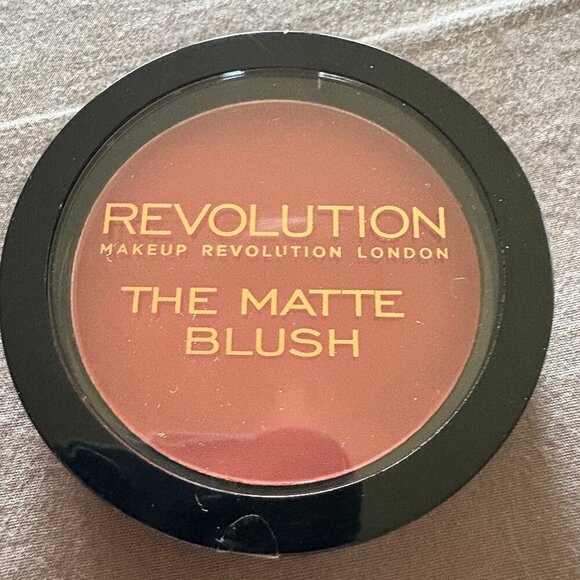 REVOLUTION
MAKEUP REVOLUTION LONDON
THE MATTE
BLUSH